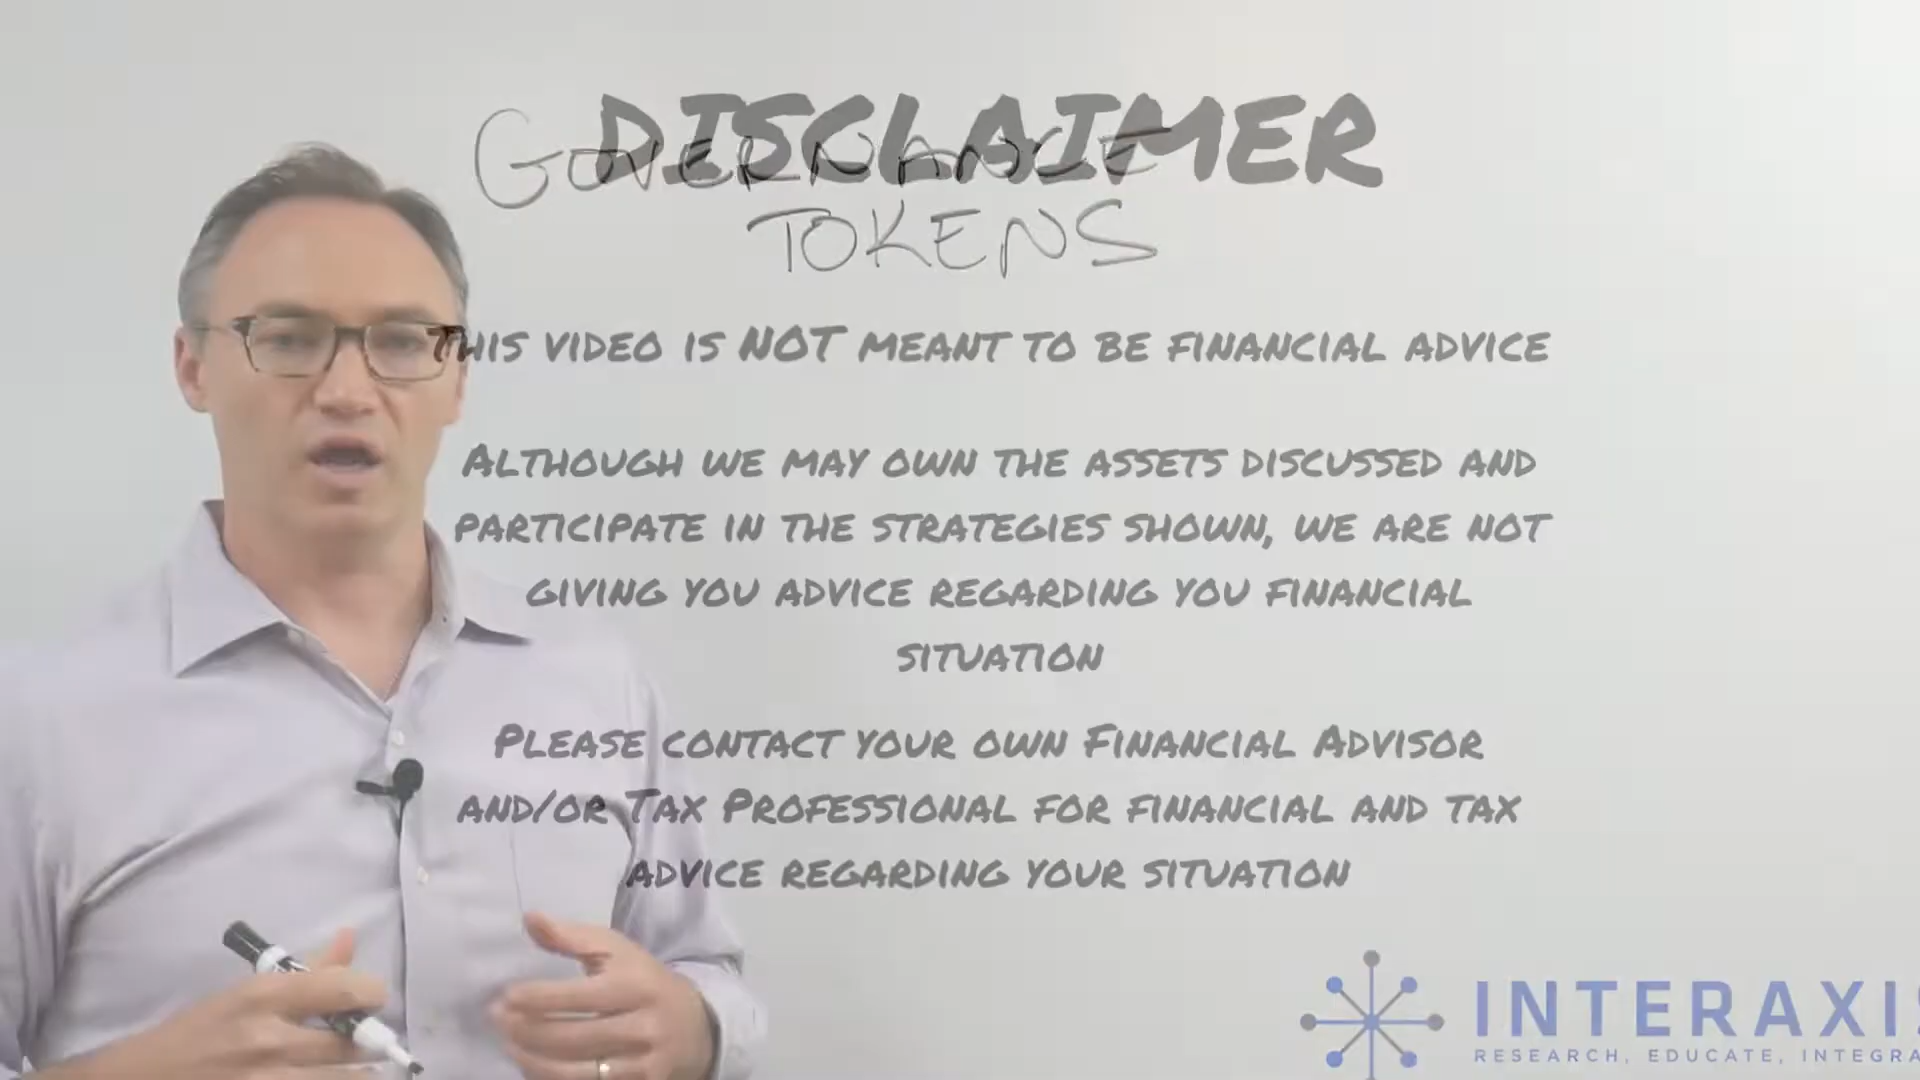 DISCLAIMER
GOVERNANCE
TOKENS
THIS VIDEO IS NOT MEANT TO BE FINANCIAL ADVICE
ALTHOUGH WE MAY OWN THE ASSETS DISCUSSED AND
PARTICIPATE IN THE STRATEGIES SHOWN, WE ARE NOT
GIVING YOU ADVICE REGARDING YOU FINANCIAL
SITUATION
PLEASE CONTACT YOUR OWN FINANCIAL ADVISOR
AND/OR TAX PROFESSIONAL FOR FINANCIAL AND TAX
ADVICE REGARDING YOUR SITUATION
INTERAXIS
RESEARCH, EDUCATE, INTEGRA